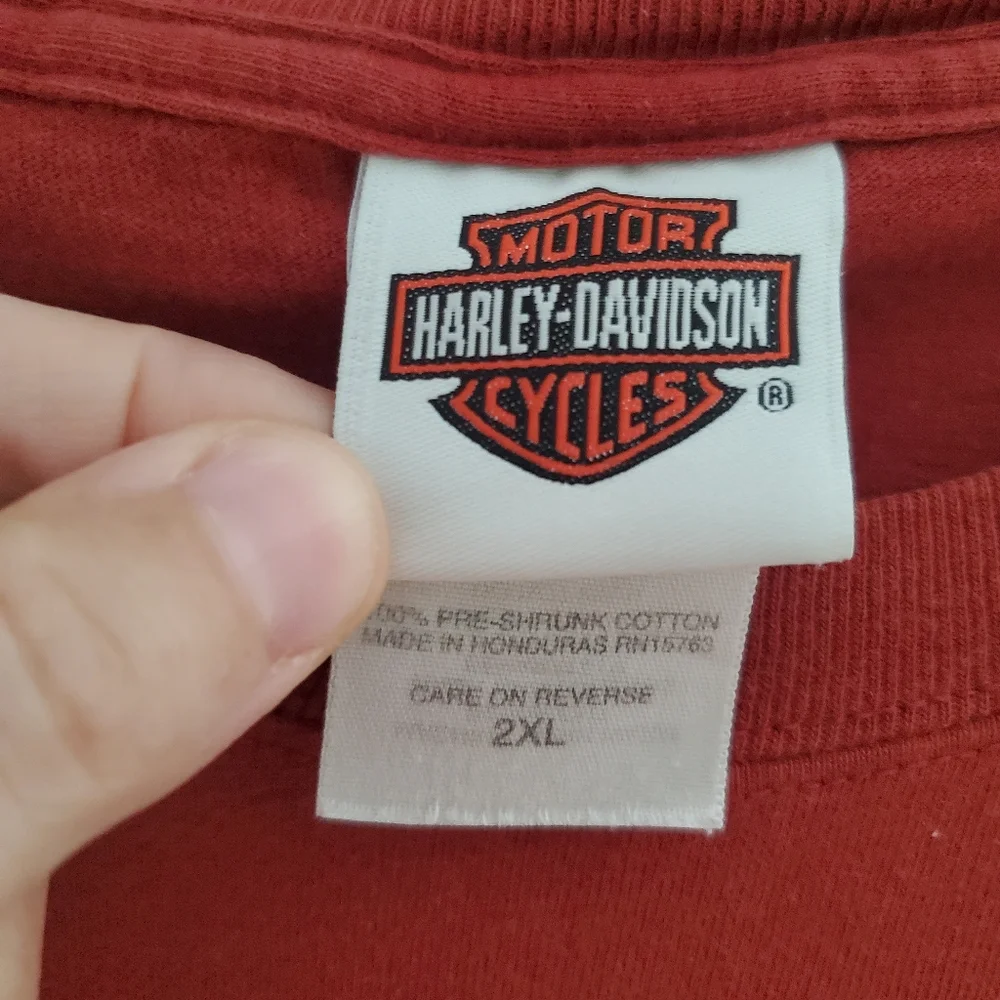 MOTOR
HARLEY-DAVIDSON
CYCLES
®
100% PRE-SHRUNK COTTON
MADE IN HONDURAS RN15763
CARE ON REVERSE
2XL